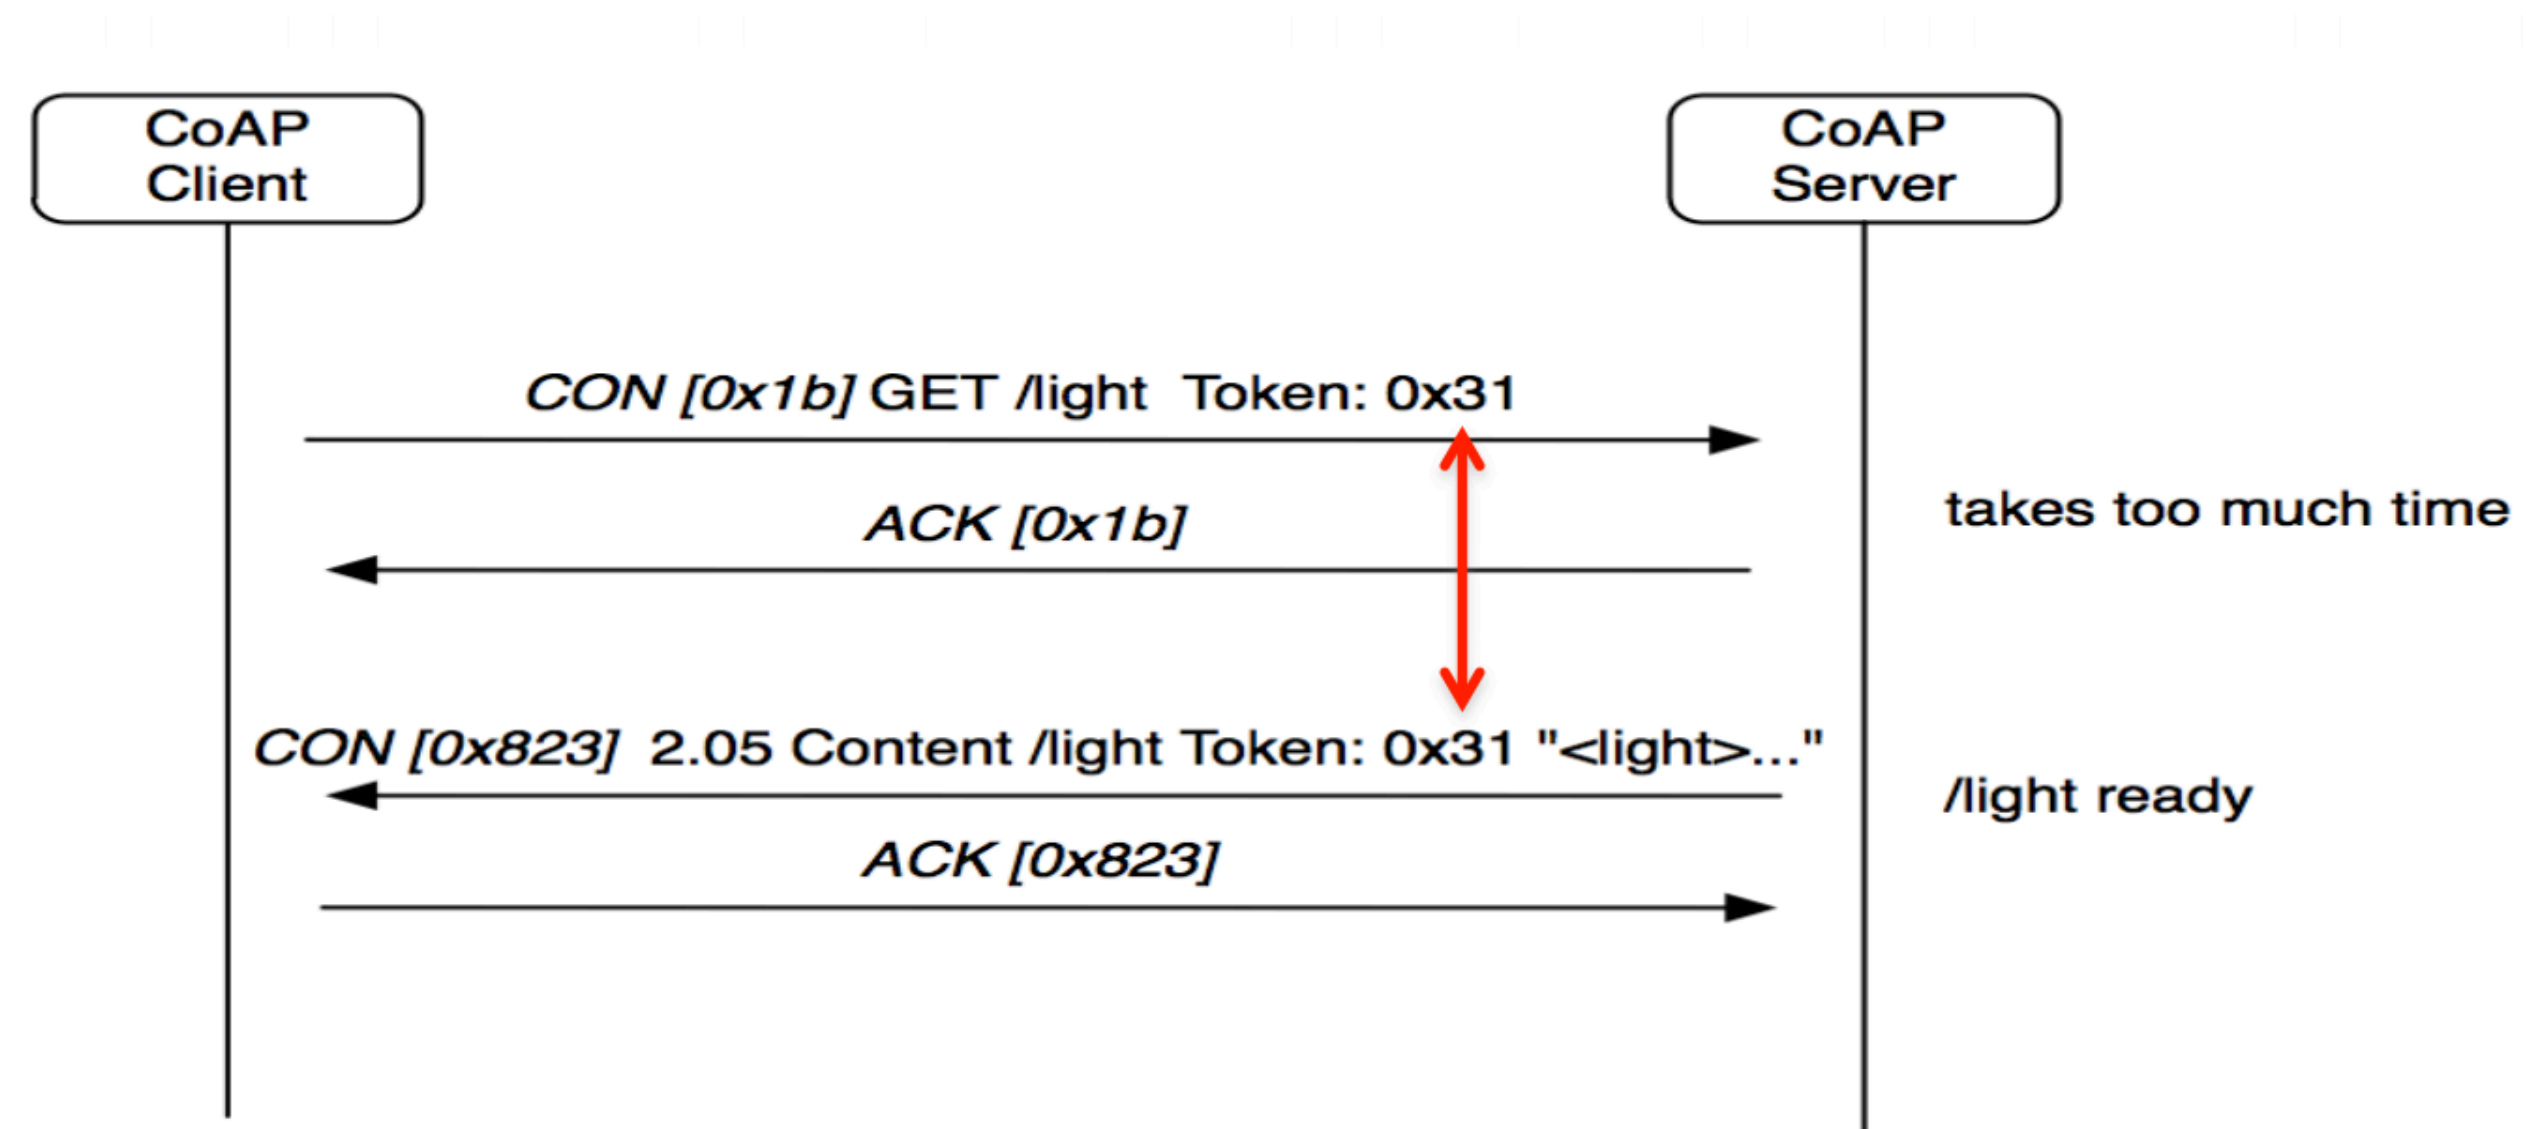 CoAP
Client
CoAP
Server
CON [0x1b] GET /light  Token: 0x31
ACK [0x1b]
takes too much time
CON [0x823]  2.05 Content /light Token: 0x31 "<light>..."
/light ready
ACK [0x823]